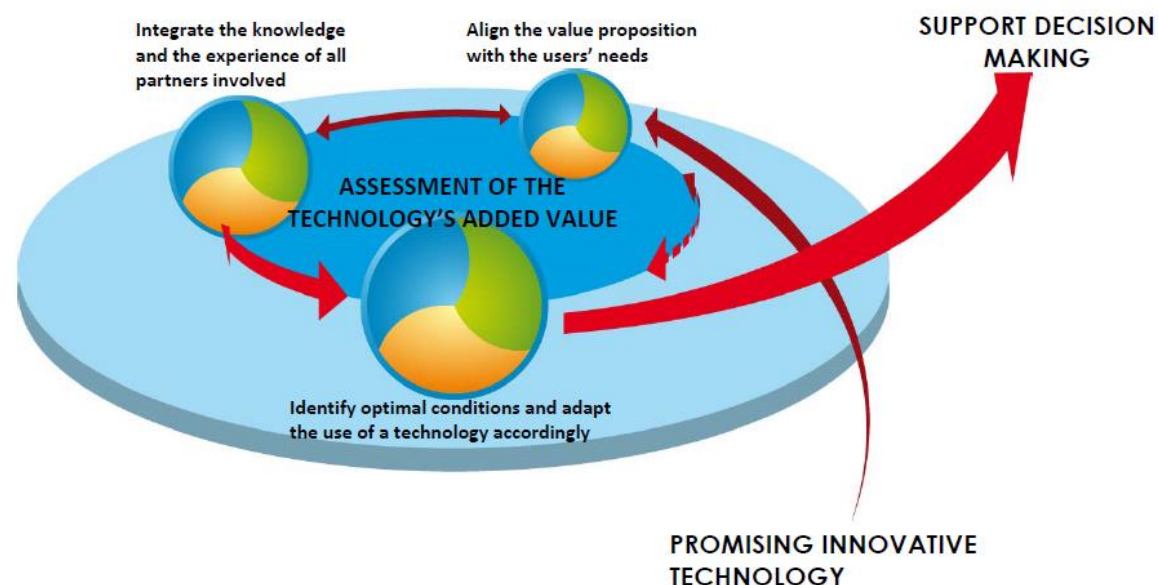 Integrate the knowledge
and the experience of all
partners involved
Align the value proposition
with the users' needs
SUPPORT DECISION
MAKING
ASSESSMENT OF THE
TECHNOLOGY'S ADDED VALUE
Identify optimal conditions and adapt
the use of a technology accordingly
PROMISING INNOVATIVE
TECHNOLOGY